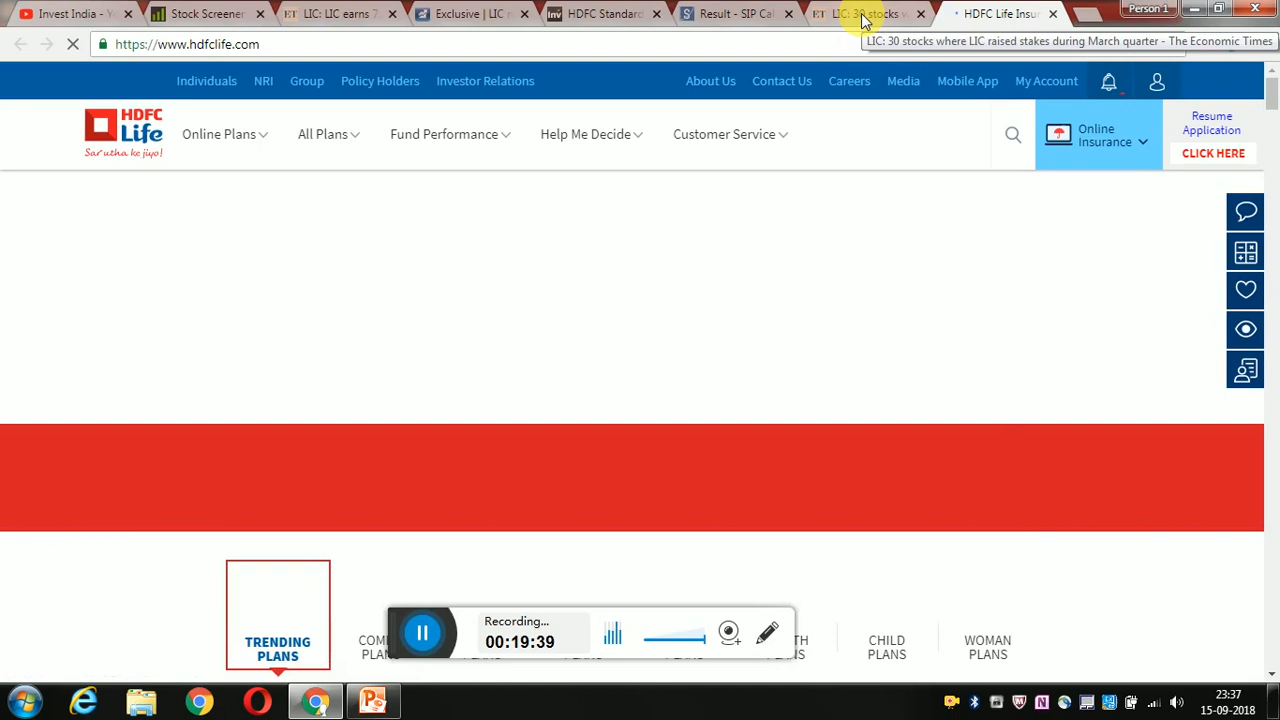 Invest India - Yo
Stock Screener
LIC: LIC earns 7
Exclusive | LIC r
HDFC Standard
Result - SIP Cal
LIC: 30 stocks w
HDFC Life Insur
Person 1
https://www.hdfclife.com
LIC: 30 stocks where LIC raised stakes during March quarter - The Economic Times
Individuals
NRI
Group
Policy Holders
Investor Relations
About Us
Contact Us
Careers
Media
Mobile App
My Account
HDFC
Life
Sar utha ke jiyo!
Online Plans
All Plans
Fund Performance
Help Me Decide
Customer Service
Online
Insurance
Resume
Application
CLICK HERE
TRENDING
PLANS
Recording...
00:19:39
CHILD
PLANS
WOMAN
PLANS
23:37
15-09-2018